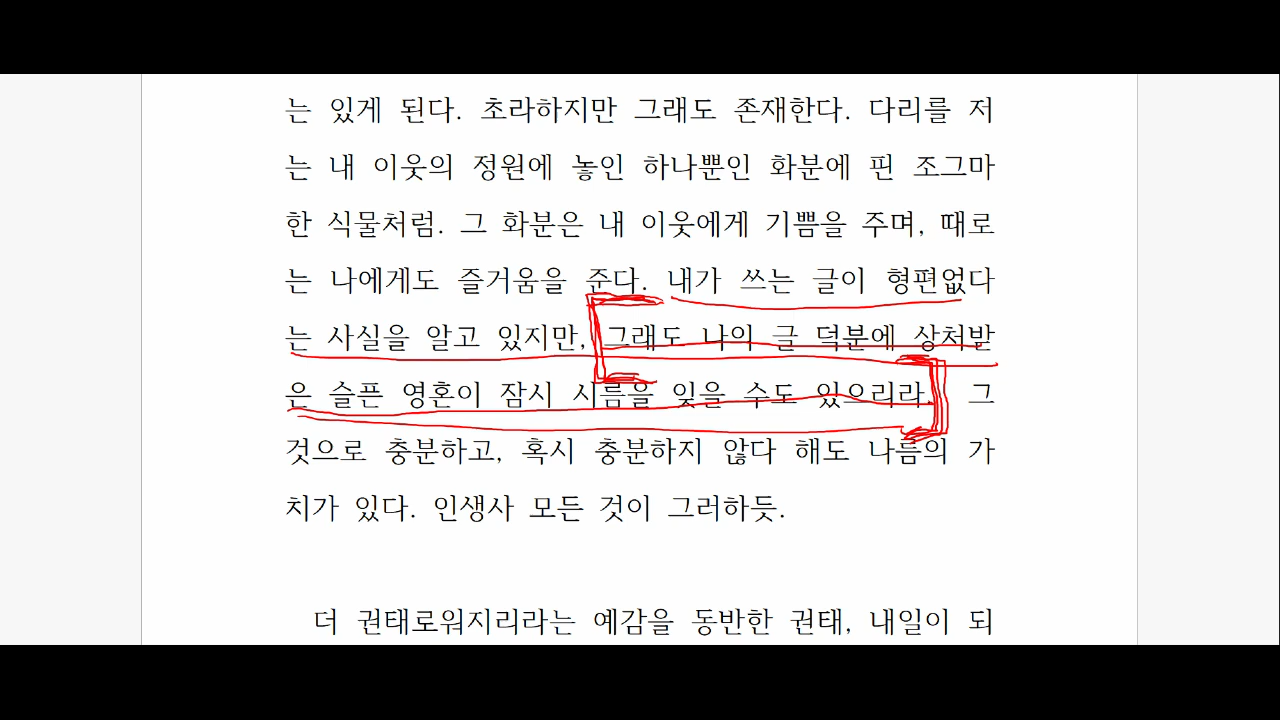 는 있게 된다. 초라하지만 그래도 존재한다. 다리를 저
는 내 이웃의 정원에 놓인 하나뿐인 화분에 핀 조그마
한 식물처럼. 그 화분은 내 이웃에게 기쁨을 주며, 때로
는 나에게도 즐거움을 준다. 내가 쓰는 글이 형편없다
는 사실을 알고 있지만, 그래도 나의 글 덕분에 상처받
은 슬픈 영혼이 잠시 시름을 잊을 수도 있으리라. 그
것으로 충분하고, 혹시 충분하지 않다 해도 나름의 가
치가 있다. 인생사 모든 것이 그러하듯.
더 권태로워지리라는 예감을 동반한 권태, 내일이 되